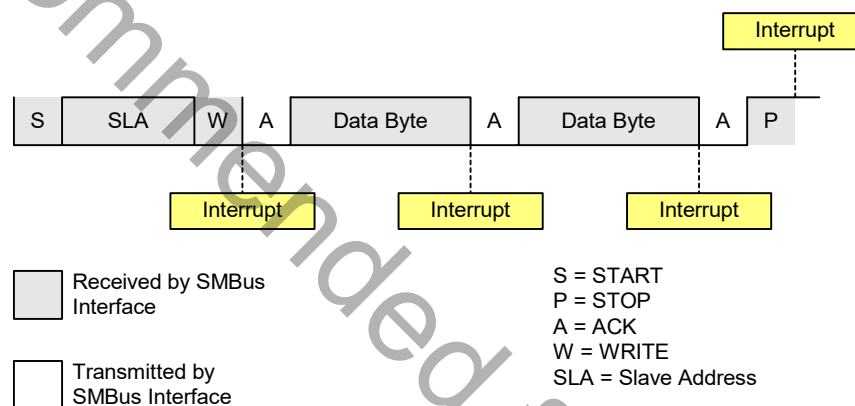 Interrupt
S SLA W A Data Byte A Data Byte A P
Interrupt Interrupt Interrupt
Received by SMBus
Interface
Transmitted by
SMBus Interface
S = START
P = STOP
A = ACK
W = WRITE
SLA = Slave Address
ommended